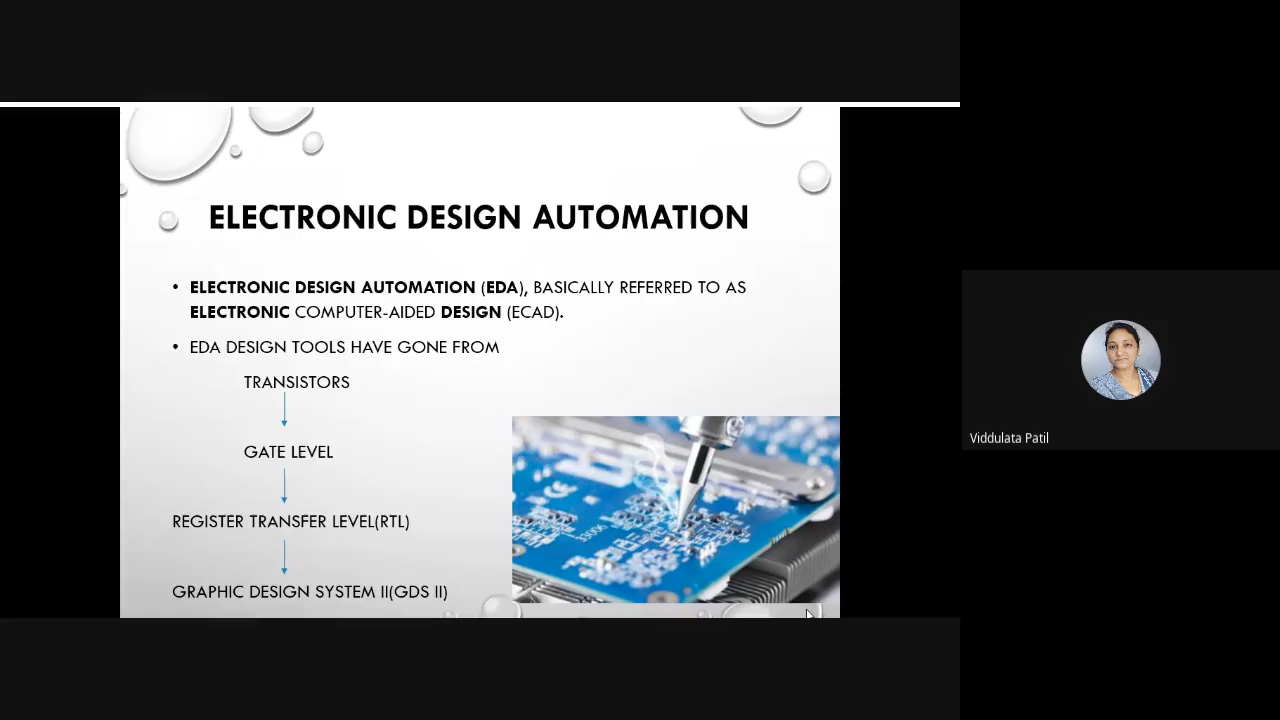 ELECTRONIC DESIGN AUTOMATION
• ELECTRONIC DESIGN AUTOMATION (EDA), BASICALLY REFERRED TO AS
ELECTRONIC COMPUTER-AIDED DESIGN (ECAD).
• EDA DESIGN TOOLS HAVE GONE FROM
TRANSISTORS
GATE LEVEL
REGISTER TRANSFER LEVEL(RTL)
GRAPHIC DESIGN SYSTEM II(GDS II)
Viddulata Patil